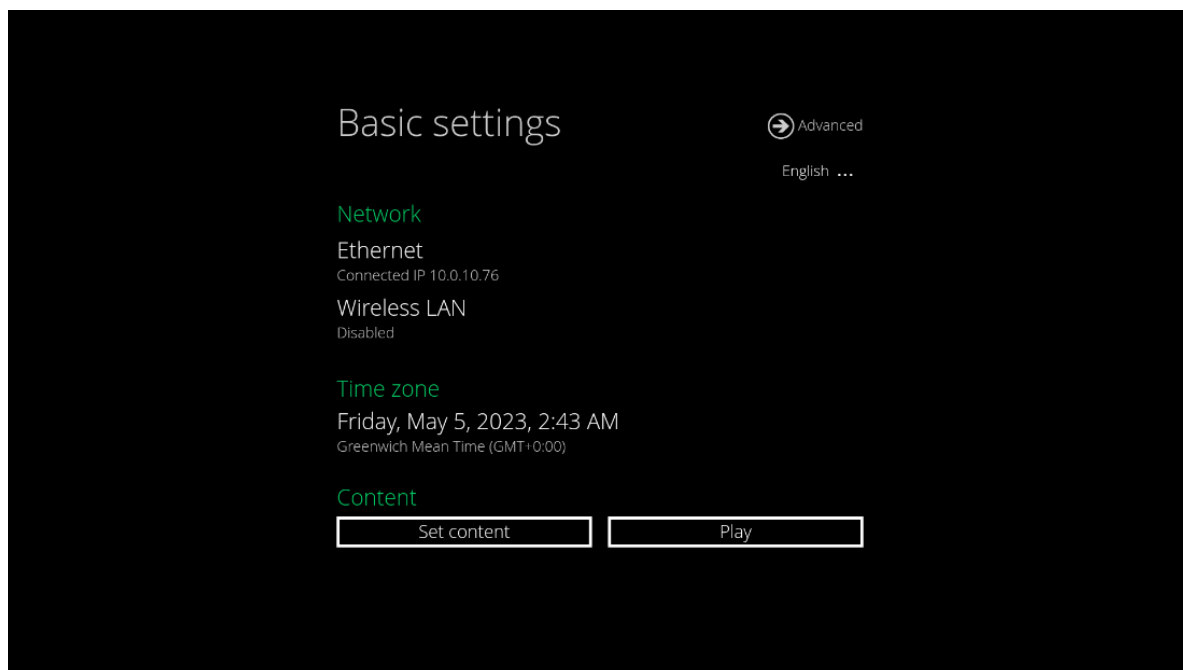 Basic settings
Advanced
English ...
Network
Ethernet
Connected IP 10.0.10.76
Wireless LAN
Disabled
Time zone
Friday, May 5, 2023, 2:43 AM
Greenwich Mean Time (GMT+0:00)
Content
Set content
Play